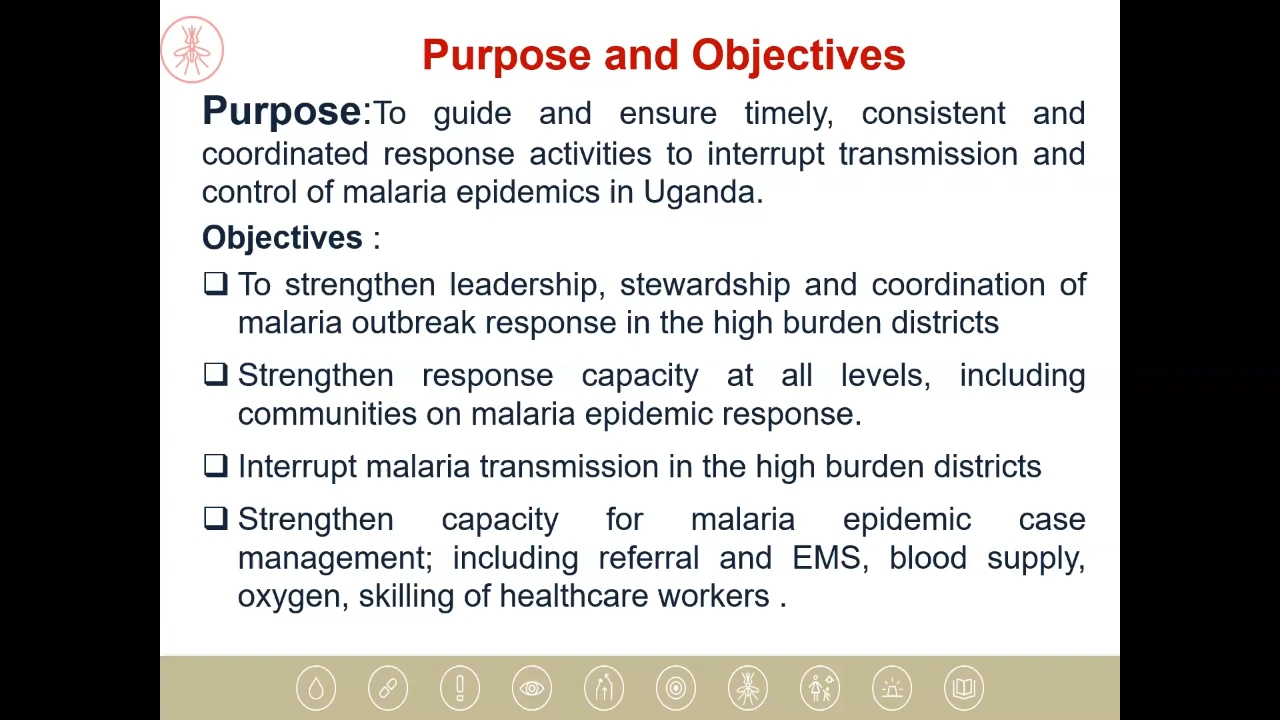 Purpose and Objectives
Purpose:To guide and ensure timely, consistent and
coordinated response activities to interrupt transmission and
control of malaria epidemics in Uganda.
Objectives :
❑ To strengthen leadership, stewardship and coordination of
malaria outbreak response in the high burden districts
❑ Strengthen response capacity at all levels, including
communities on malaria epidemic response.
❑ Interrupt malaria transmission in the high burden districts
❑ Strengthen capacity for malaria epidemic case
management; including referral and EMS, blood supply,
oxygen, skilling of healthcare workers .